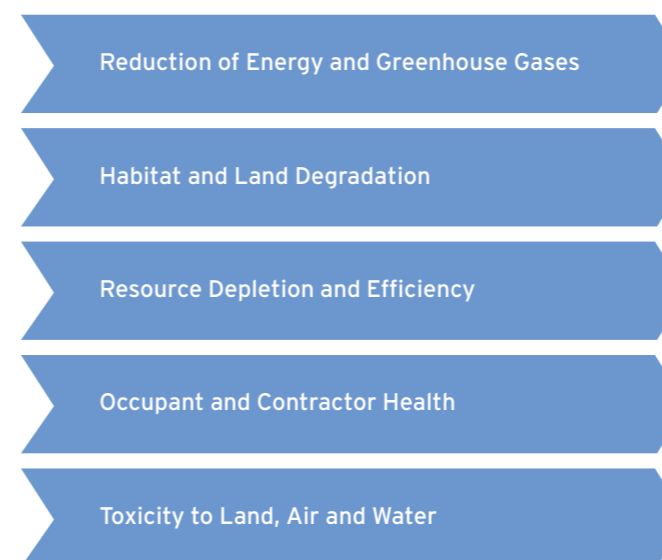 Reduction of Energy and Greenhouse Gases
Habitat and Land Degradation
Resource Depletion and Efficiency
Occupant and Contractor Health
Toxicity to Land, Air and Water